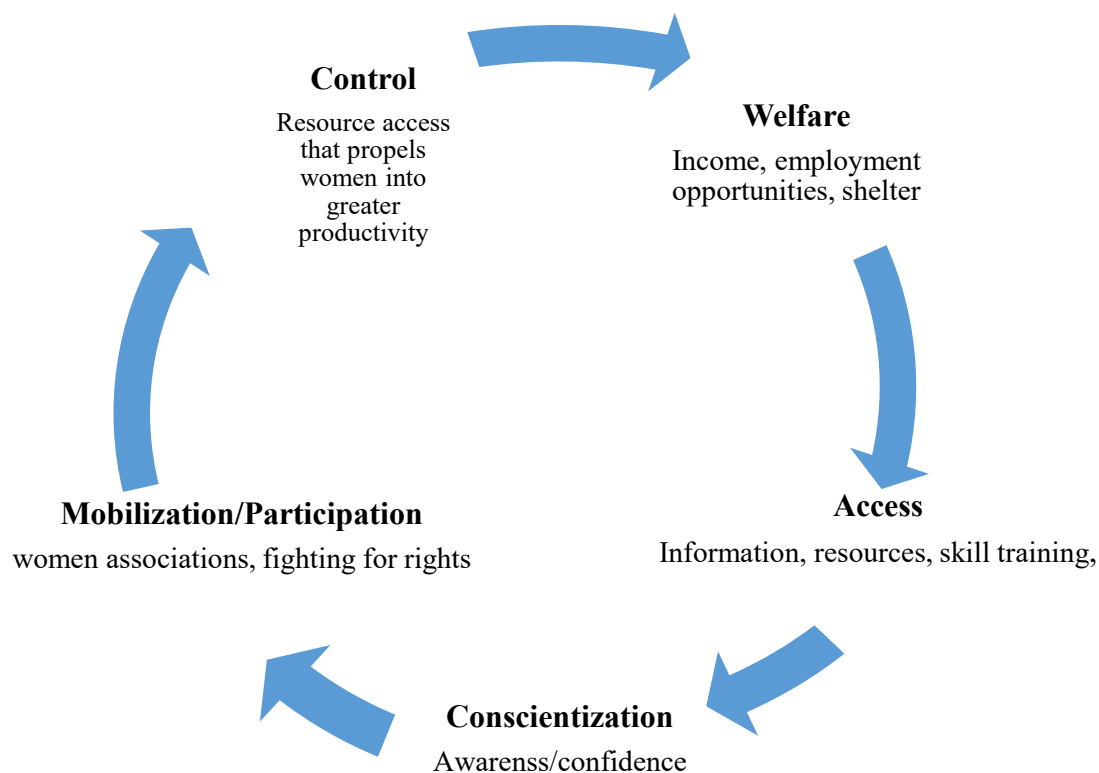 Control
Resource access
that propels
women into
greater
productivity
Welfare
Income, employment
opportunities, shelter
Access
Information, resources, skill training,
Conscientization
Awarenss/confidence
Mobilization/Participation
women associations, fighting for rights